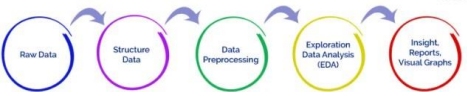 Raw Data
Structure
Data
Data
Preprocessing
Exploration
Data Analysis
(EDA)
Insight,
Reports,
Visual Graphs